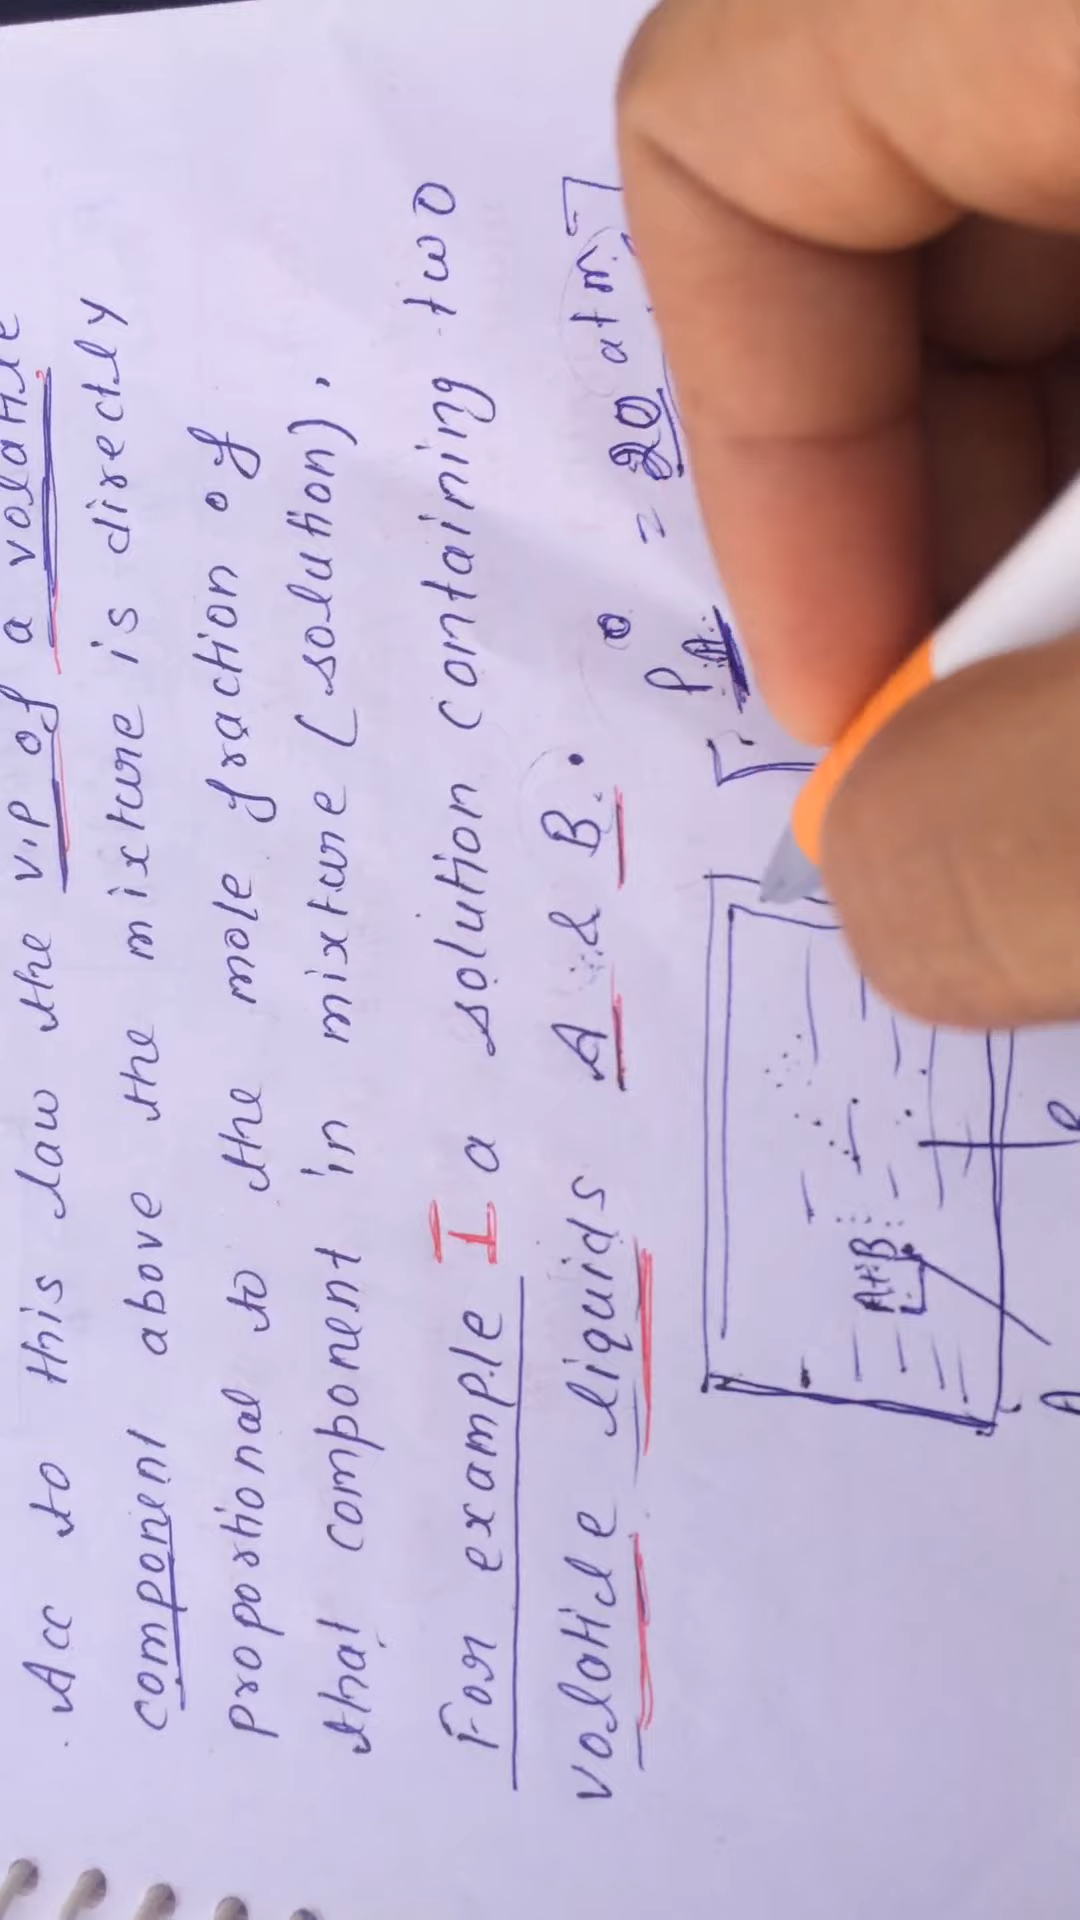 Acc to this law the V.P of a volatile
component above the mixture is directly
proportional to the mole fraction of
that component in mixture (solution).
For example I a solution containing two
volatile liquids A & B.
P°A = 20 atm
A+B
A